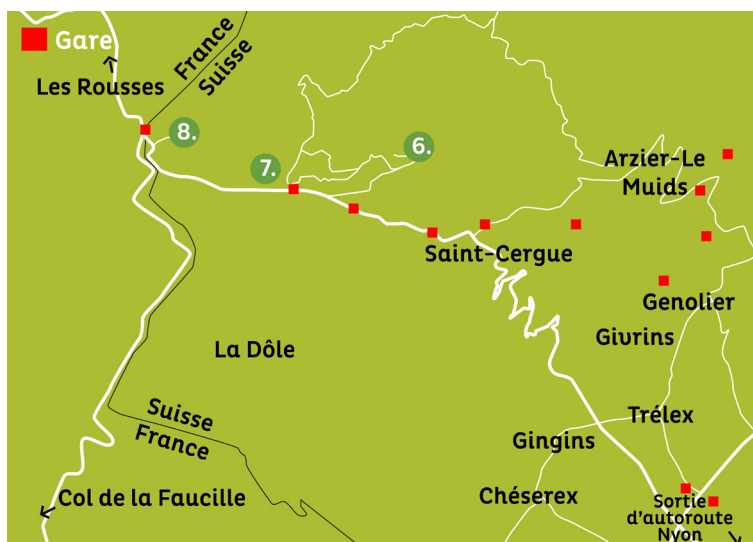 Gare
Les Rousses
France
Suisse
8.
7.
6.
Arzier-Le
Muids
Saint-Cergue
Genolier
Givrins
La Dôle
Suisse
France
Trélex
Gingins
Chéserex
Col de la Faucille
Sortie
d'autoroute
Nyon